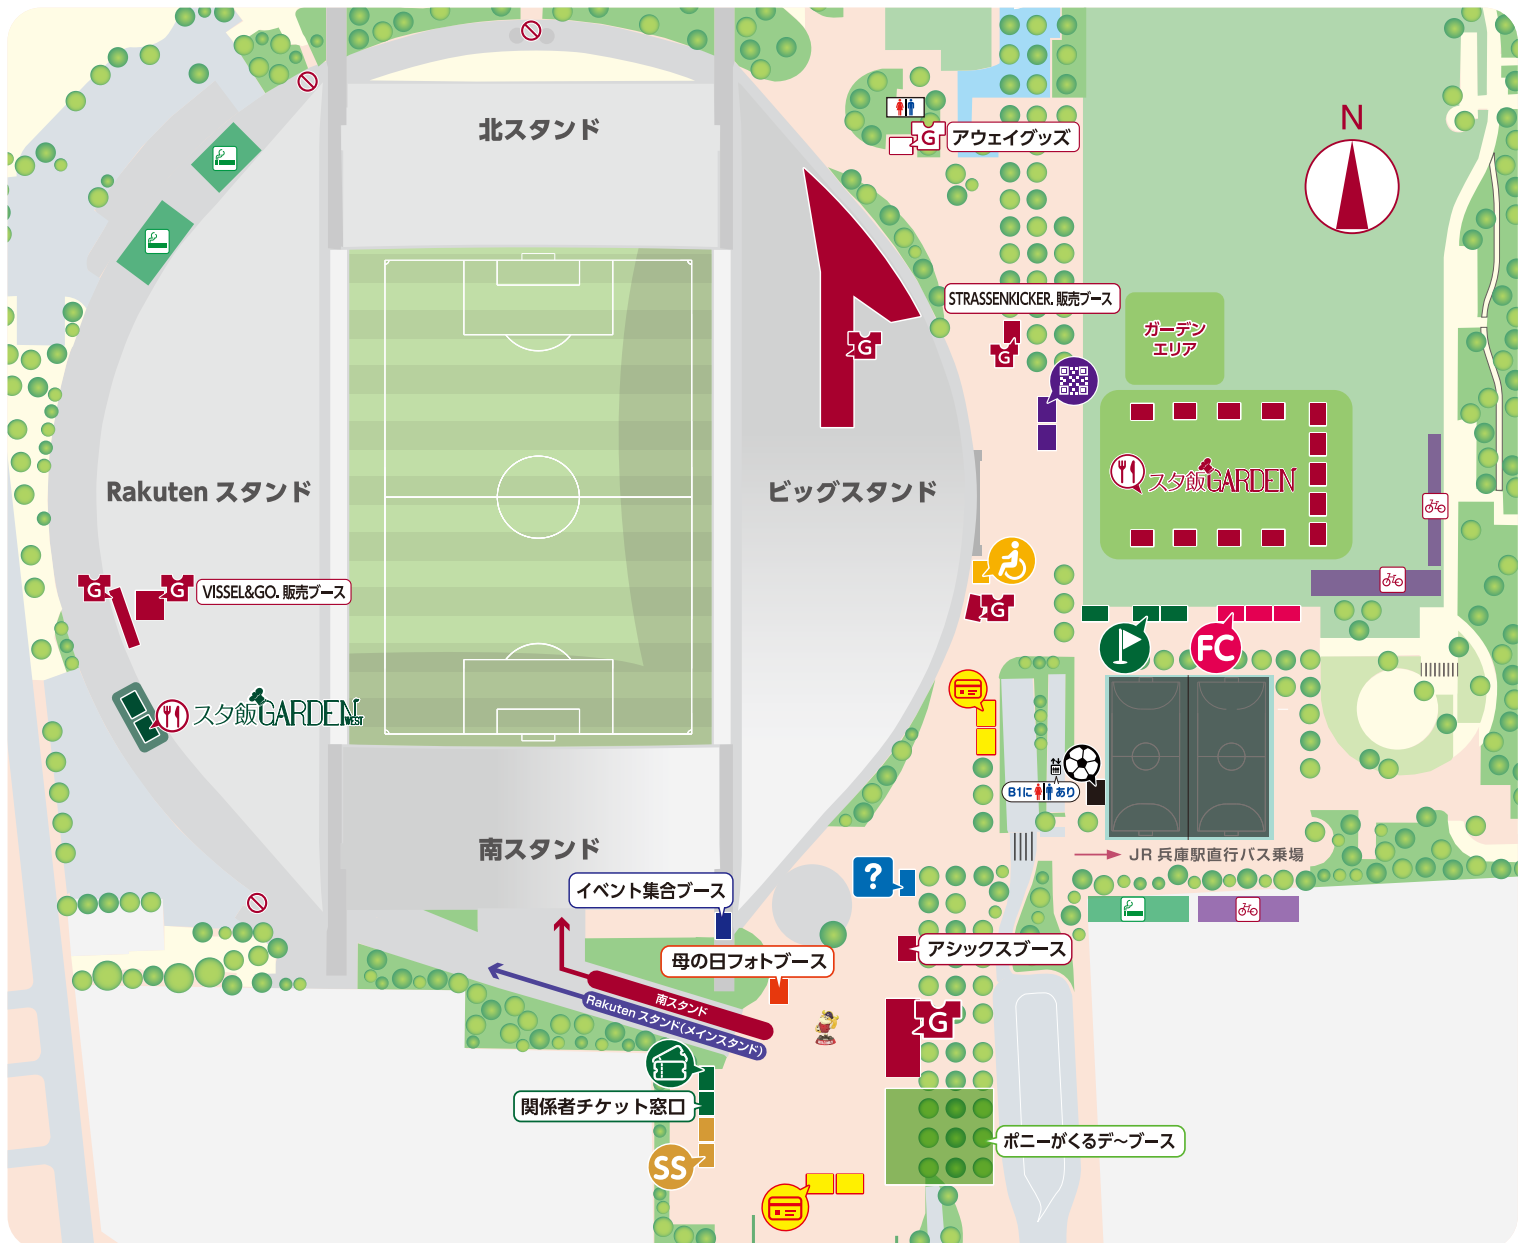 北スタンド
G
アウェイグッズ
N
STRASSENKICKER. 販売ブース
G
G
ガーデン
エリア
スタ飯GARDEN
Rakuten スタンド
ビッグスタンド
G
G
VISSEL&GO. 販売ブース
G
FC
スタ飯GARDEN WEST
B1に
あり
南スタンド
JR 兵庫駅直行バス乗場
?
イベント集合ブース
アシックスブース
母の日フォトブース
南スタンド
Rakuten スタンド(メインスタンド)
G
関係者チケット窓口
ポニーがくるデ〜ブース
SS